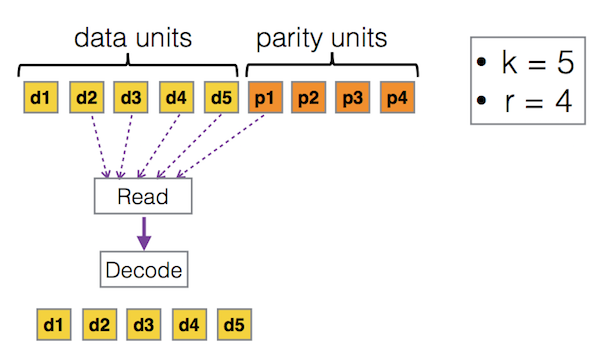 data units parity units
• k = 5
• r = 4
d1 d2 d3 d4 d5 p1 p2 p3 p4
Read
Decode
d1 d2 d3 d4 d5